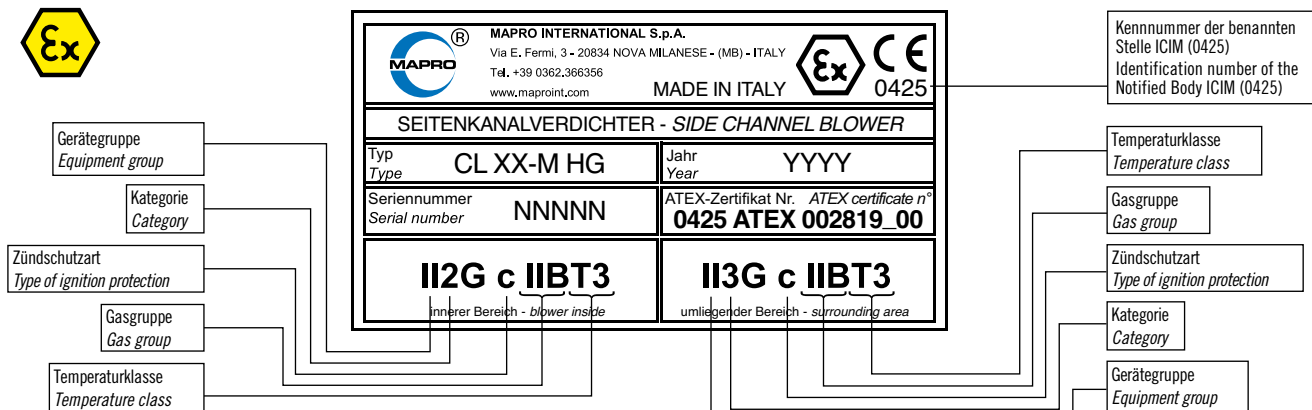 Ex
MAPRO
®
MAPRO INTERNATIONAL S.p.A.
Via E. Fermi, 3 - 20834 NOVA MILANESE - (MB) - ITALY
Tel. +39 0362.366356
www.maproint.com
MADE IN ITALY
Ex
CE
0425
SEITENKANALVERDICHTER - SIDE CHANNEL BLOWER
Typ
Type
CL XX-M HG
Jahr
Year
YYYY
Seriennummer
Serial number
NNNNN
ATEX-Zertifikat Nr. ATEX certificate n°
0425 ATEX 002819_00
II2G c IIBT3
innerer Bereich - blower inside
II3G c IIBT3
umliegender Bereich - surrounding area
Gerätegruppe
Equipment group
Kategorie
Category
Zündschutzart
Type of ignition protection
Gasgruppe
Gas group
Temperaturklasse
Temperature class
Kennnummer der benannten
Stelle ICIM (0425)
Identification number of the
Notified Body ICIM (0425)
Temperaturklasse
Temperature class
Gasgruppe
Gas group
Zündschutzart
Type of ignition protection
Kategorie
Category
Gerätegruppe
Equipment group